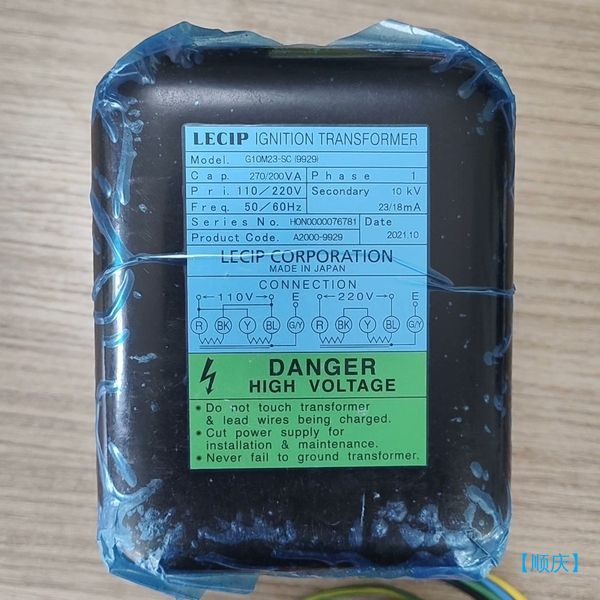 LECIP IGNITION TRANSFORMER
Model. G10M23-SC (9929)
Cap. 270/200VA Phase 1
Pri. 110/220V Secondary 10 kV
Freq. 50/60Hz 23/18mA
Series No. H0N0000076781 Date
Product Code. A2000-9929 2021.10
LECIP CORPORATION
MADE IN JAPAN
CONNECTION
110V E 220V E
R BK Y BL G/Y R BK Y BL G/Y
DANGER
HIGH VOLTAGE
• Do not touch transformer
& lead wires being charged.
• Cut power supply for
installation & maintenance.
• Never fail to ground transformer.
【顺庆】